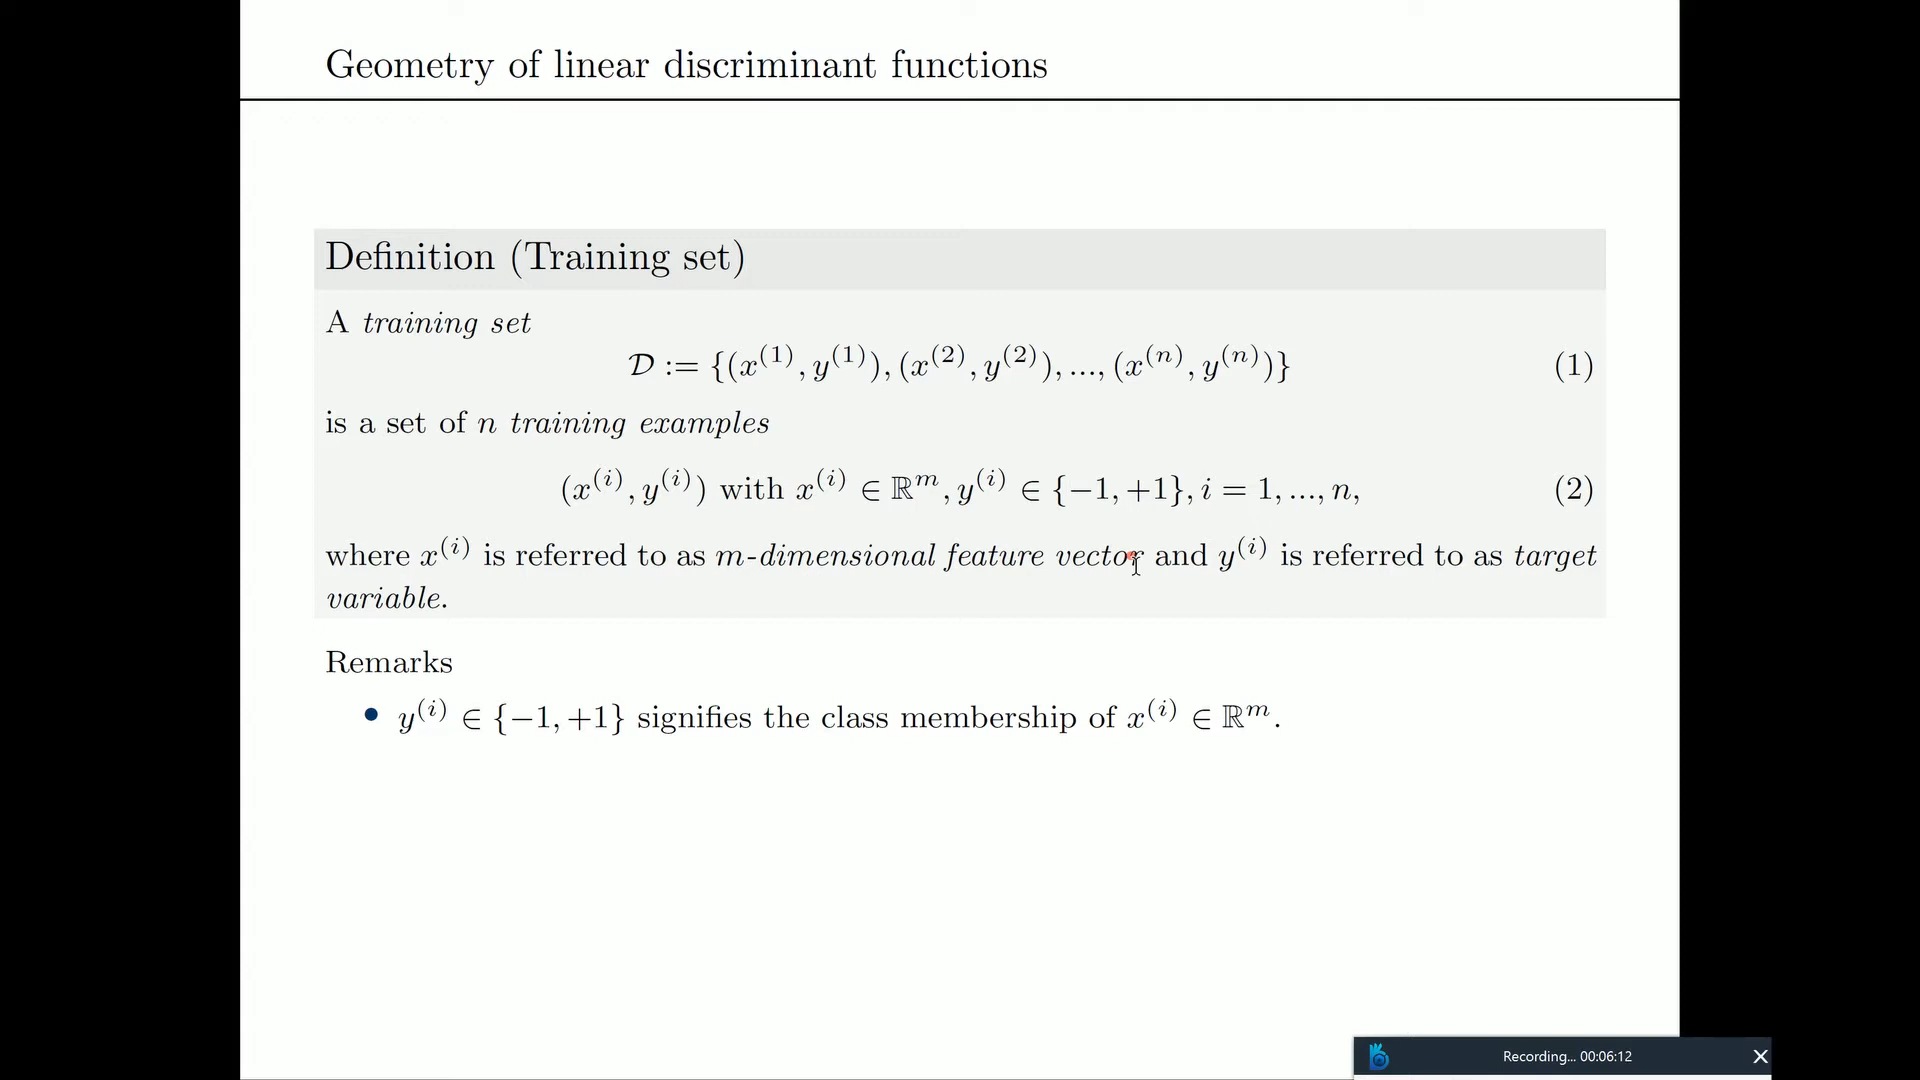 Geometry of linear discriminant functions
Definition (Training set)
A training set
𝒟 := {(x⁽¹⁾, y⁽¹⁾), (x⁽²⁾, y⁽²⁾), ..., (x⁽ⁿ⁾, y⁽ⁿ⁾)} (1)
is a set of n training examples
(x⁽ⁱ⁾, y⁽ⁱ⁾) with x⁽ⁱ⁾ ∈ ℝᵐ, y⁽ⁱ⁾ ∈ {−1, +1}, i = 1, ..., n, (2)
where x⁽ⁱ⁾ is referred to as m-dimensional feature vector and y⁽ⁱ⁾ is referred to as target
variable.
Remarks
• y⁽ⁱ⁾ ∈ {−1, +1} signifies the class membership of x⁽ⁱ⁾ ∈ ℝᵐ.
Recording... 00:06:12